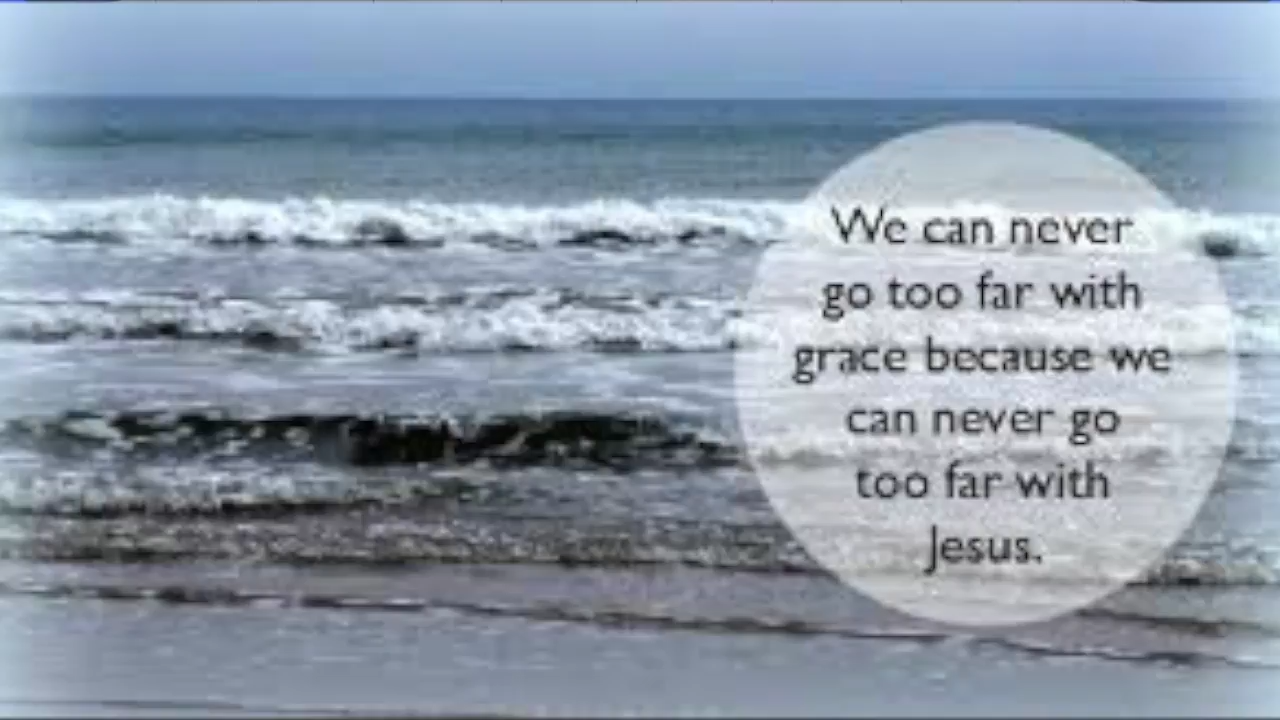 We can never
go too far with
grace because we
can never go
too far with
Jesus.